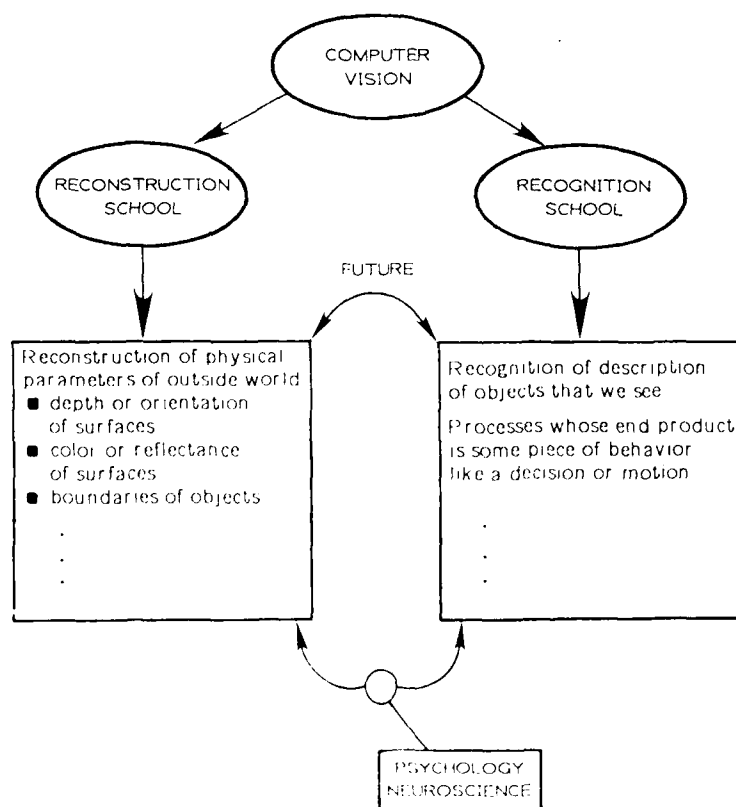 COMPUTER
VISION
RECONSTRUCTION
SCHOOL
RECOGNITION
SCHOOL
FUTURE
Reconstruction of physical
parameters of outside world
■ depth or orientation
of surfaces
■ color or reflectance
of surfaces
■ boundaries of objects
.
.
.
Recognition of description
of objects that we see
Processes whose end product
is some piece of behavior
like a decision or motion
.
.
.
PSYCHOLOGY
NEUROSCIENCE